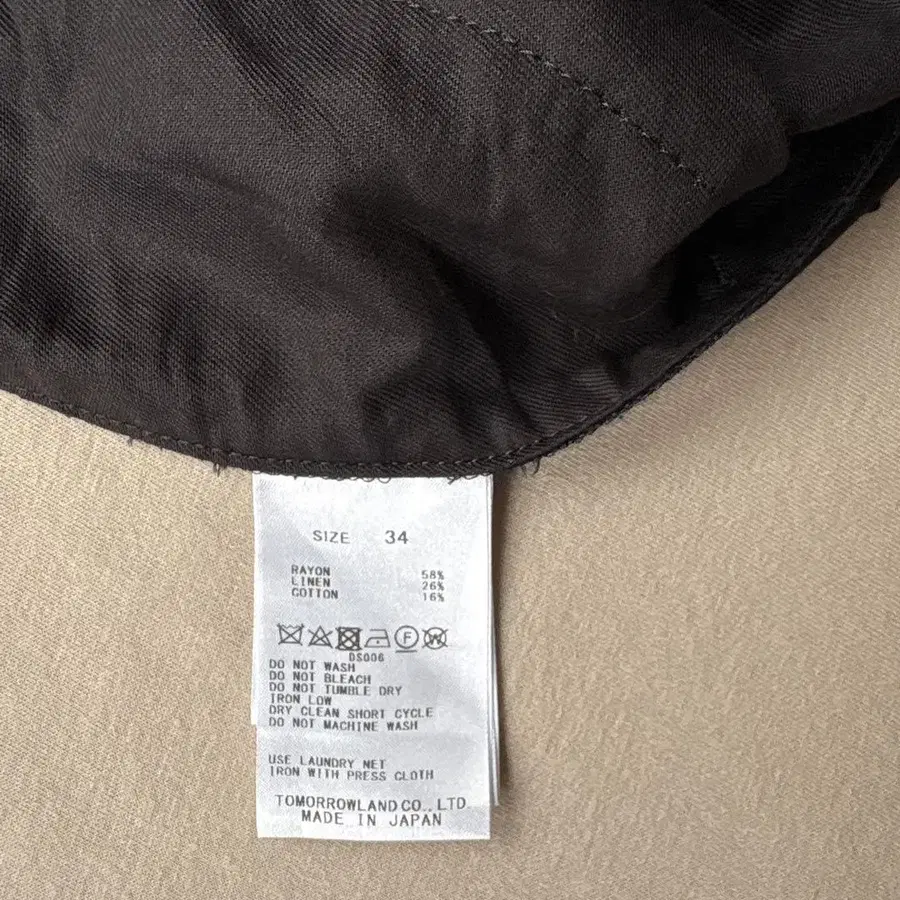 SIZE 34
RAYON 58%
LINEN 26%
COTTON 16%
F W
DS006
DO NOT WASH
DO NOT BLEACH
DO NOT TUMBLE DRY
IRON LOW
DRY CLEAN SHORT CYCLE
DO NOT MACHINE WASH
USE LAUNDRY NET
IRON WITH PRESS CLOTH
TOMORROWLAND CO., LTD
MADE IN JAPAN